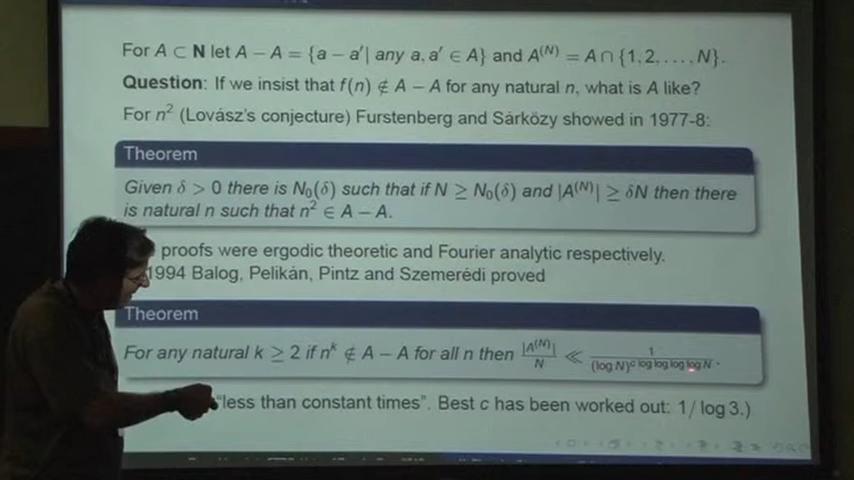 For A ⊂ N let A − A = {a − a′| any a, a′ ∈ A} and A^(N) = A ∩ {1, 2, . . . , N}.
Question: If we insist that f(n) ∉ A − A for any natural n, what is A like?
For n² (Lovász's conjecture) Furstenberg and Sárközy showed in 1977-8:
Theorem
Given δ > 0 there is N₀(δ) such that if N ≥ N₀(δ) and |A^(N)| ≥ δN then there
is natural n such that n² ∈ A − A.
proofs were ergodic theoretic and Fourier analytic respectively.
1994 Balog, Pelikán, Pintz and Szemerédi proved
Theorem
For any natural k ≥ 2 if n^k ∉ A − A for all n then |A^(N)|/N ≪ 1/(log N)^(c log log log log N).
"less than constant times". Best c has been worked out: 1/ log 3.)